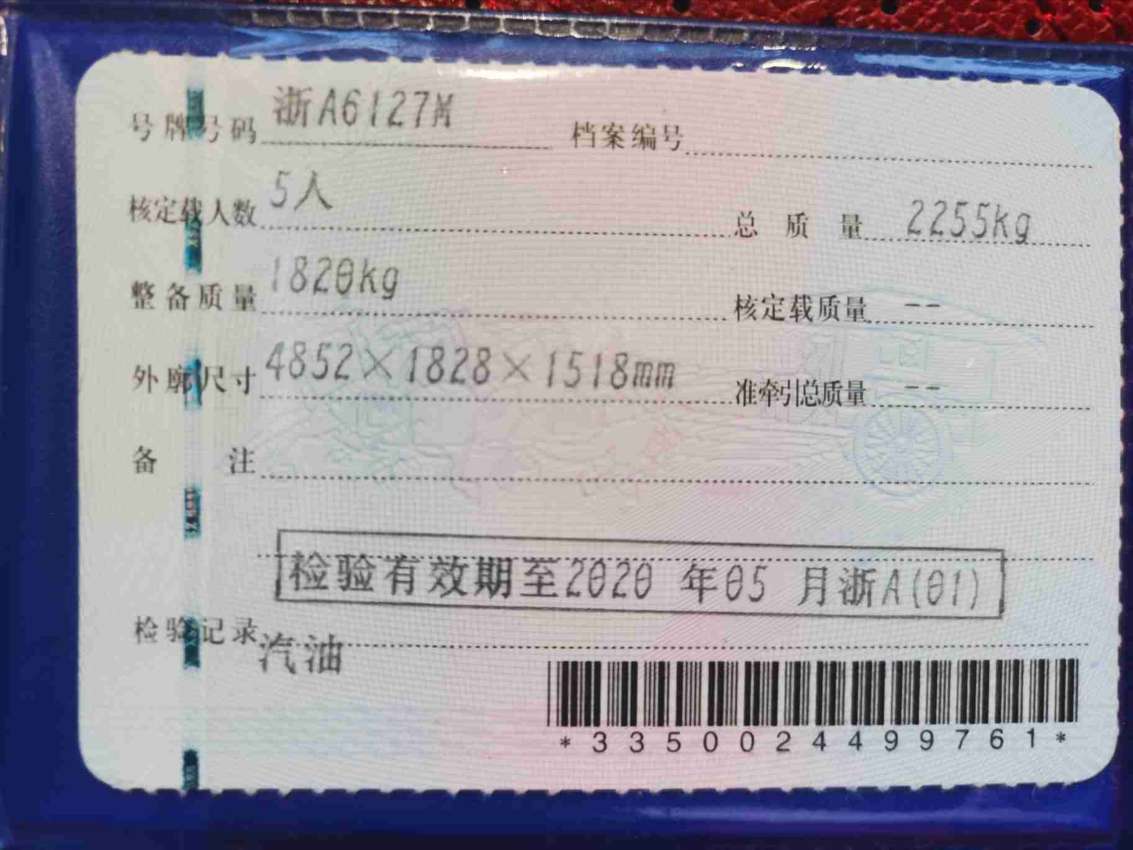 号牌号码 浙A6127M 档案编号
核定载人数 5人 总质量 2255kg
整备质量 1820kg 核定载质量 --
外廓尺寸 4852×1828×1518mm 准牵引总质量 --
备注
检验有效期至2020 年05 月浙A(01)
检验记录
汽油
*3350024499761*